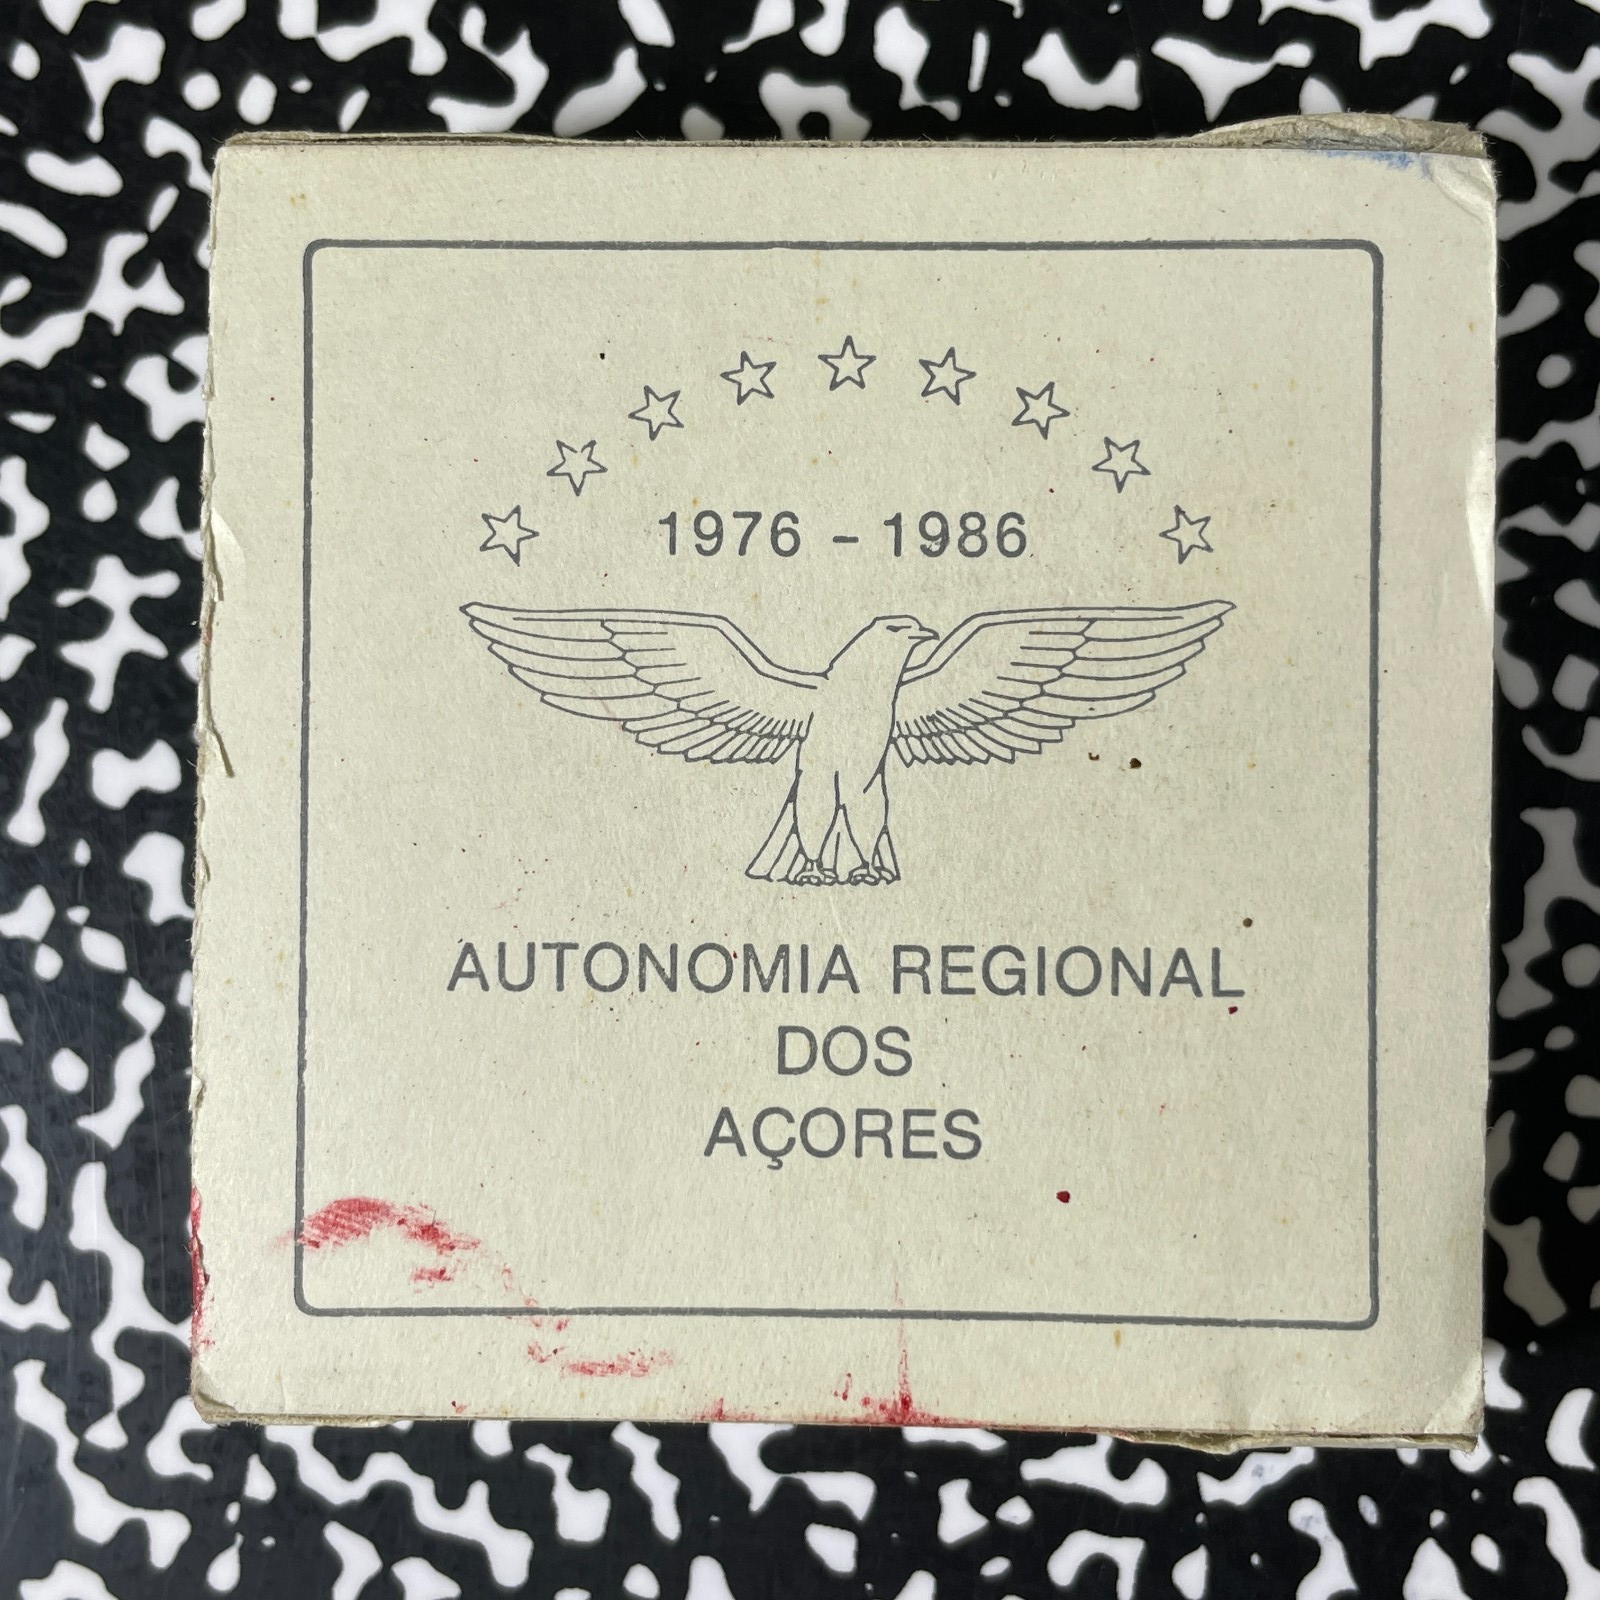 1976 - 1986
AUTONOMIA REGIONAL
DOS
AÇORES